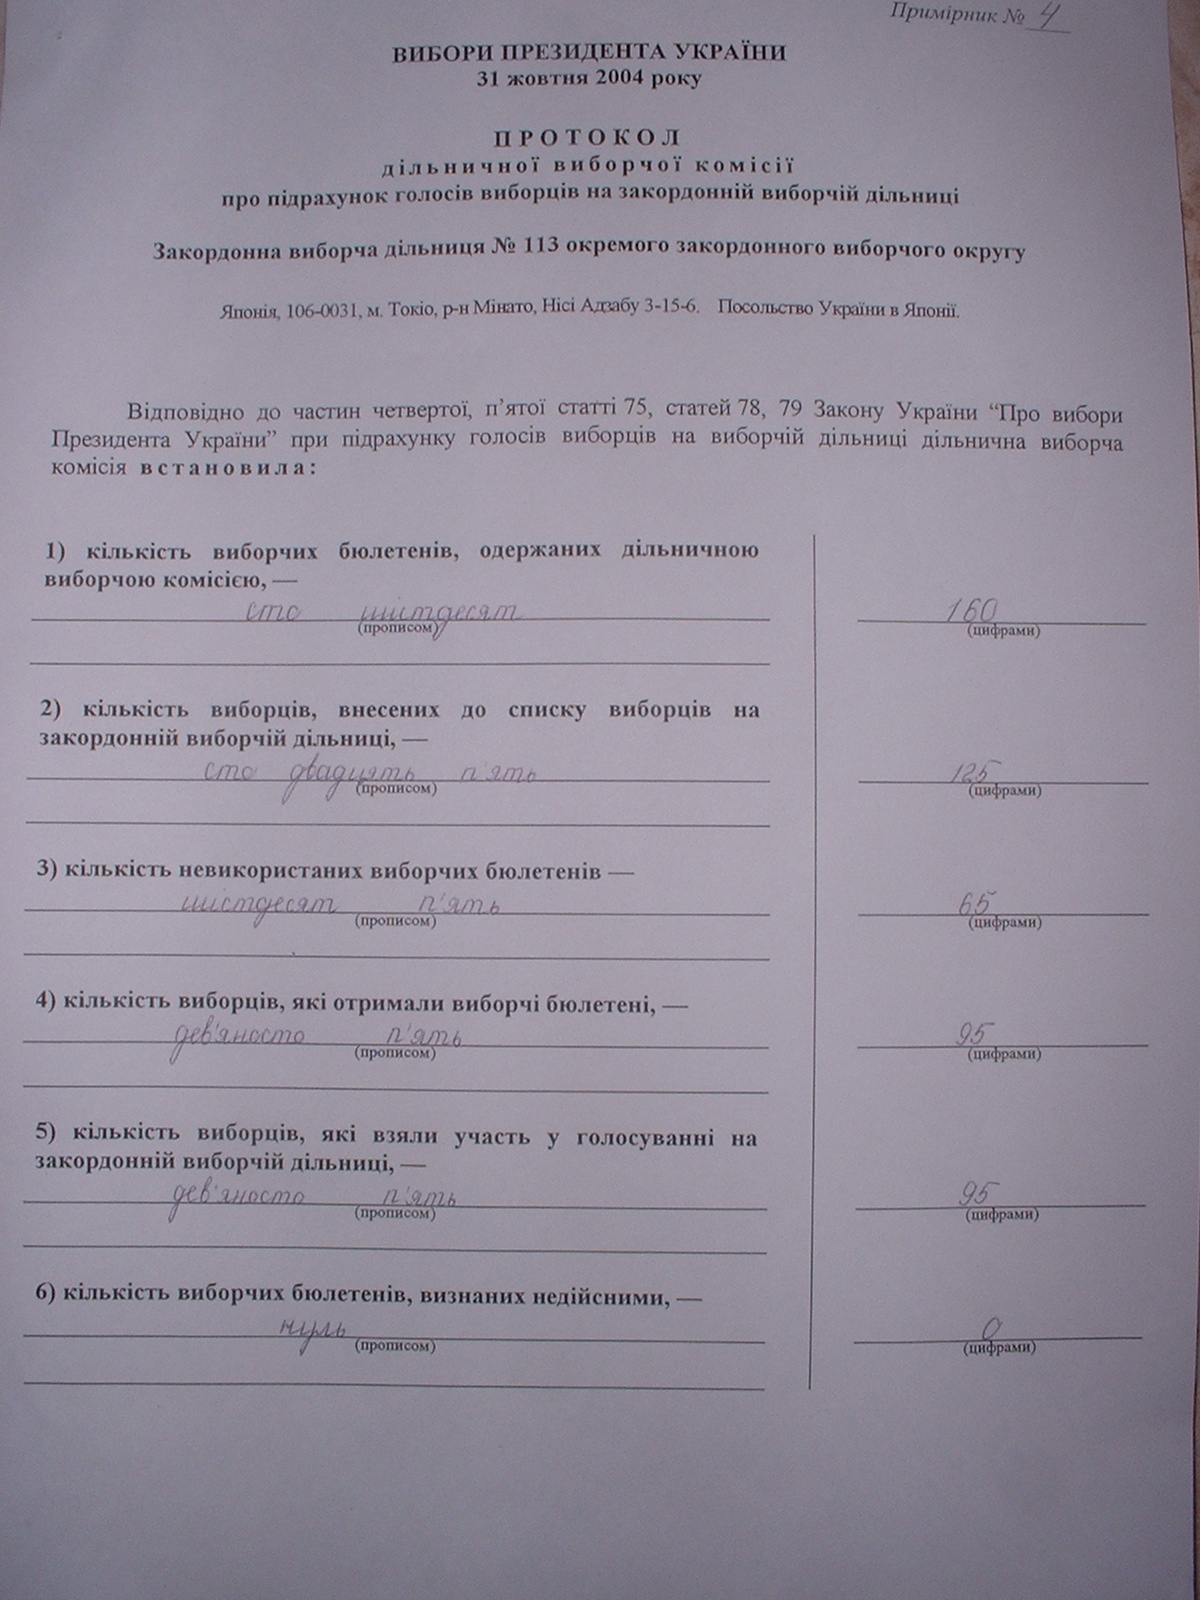 Примірник № 4
ВИБОРИ ПРЕЗИДЕНТА УКРАЇНИ
31 жовтня 2004 року
П Р О Т О К О Л
дільничної виборчої комісії
про підрахунок голосів виборців на закордонній виборчій дільниці
Закордонна виборча дільниця № 113 окремого закордонного виборчого округу
Японія, 106-0031, м. Токіо, р-н Мінато, Нісі Адзабу 3-15-6. Посольство України в Японії.
Відповідно до частин четвертої, п’ятої статті 75, статей 78, 79 Закону України “Про вибори
Президента України” при підрахунку голосів виборців на виборчій дільниці дільнична виборча
комісія встановила:
1) кількість виборчих бюлетенів, одержаних дільничною
виборчою комісією, —
сто шістдесят 160
(прописом) (цифрами)
2) кількість виборців, внесених до списку виборців на
закордонній виборчій дільниці, —
сто двадцять п'ять 125
(прописом) (цифрами)
3) кількість невикористаних виборчих бюлетенів —
шістдесят п'ять 65
(прописом) (цифрами)
4) кількість виборців, які отримали виборчі бюлетені, —
дев'яносто п'ять 95
(прописом) (цифрами)
5) кількість виборців, які взяли участь у голосуванні на
закордонній виборчій дільниці, —
дев'яносто п'ять 95
(прописом) (цифрами)
6) кількість виборчих бюлетенів, визнаних недійсними, —
нуль 0
(прописом) (цифрами)